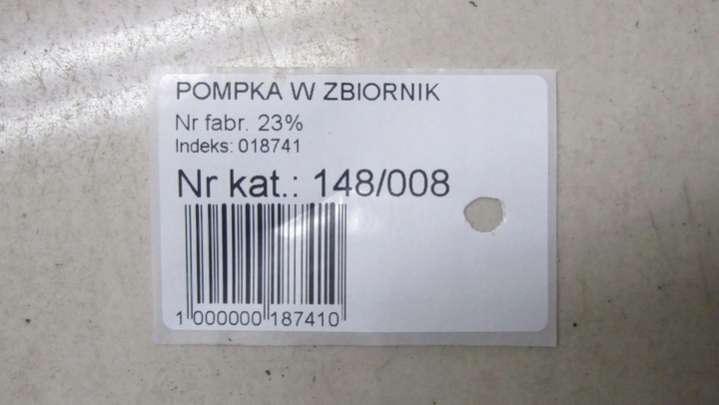 POMPKA W ZBIORNIK
Nr fabr. 23%
Indeks: 018741
Nr kat.: 148/008
1 000000 187410